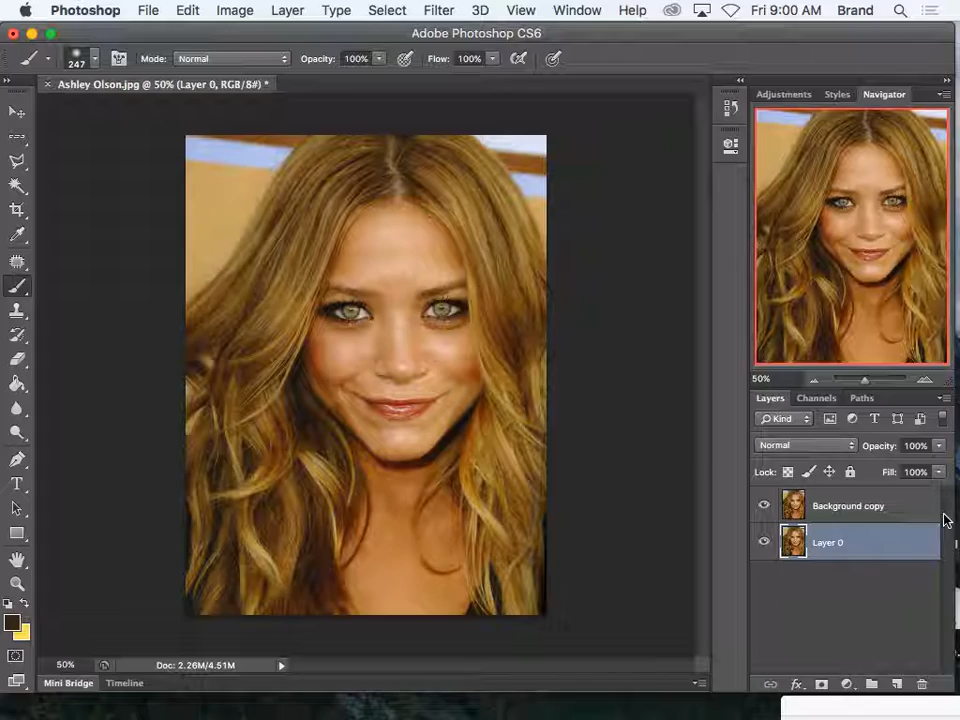 Photoshop File Edit Image Layer Type Select Filter 3D View Window Help Fri 9:00 AM Brand
Adobe Photoshop CS6
247 Mode: Normal Opacity: 100% Flow: 100%
Ashley Olson.jpg @ 50% (Layer 0, RGB/8#) *
Adjustments Styles Navigator
50%
Layers Channels Paths
Kind
Normal Opacity: 100%
Lock: Fill: 100%
Background copy
Layer 0
50% Doc: 2.26M/4.51M
Mini Bridge Timeline